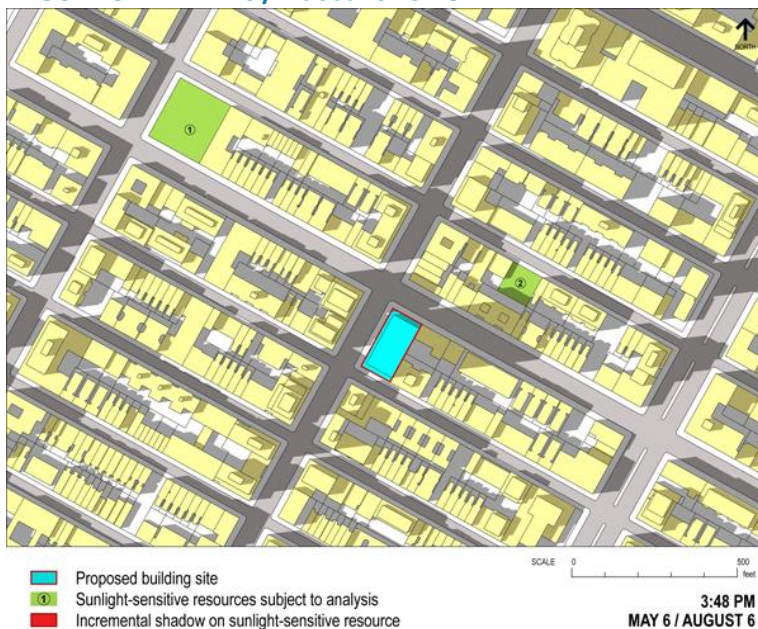 NORTH
①
②
Proposed building site
① Sunlight-sensitive resources subject to analysis
Incremental shadow on sunlight-sensitive resource
SCALE 0 500
feet
3:48 PM
MAY 6 / AUGUST 6